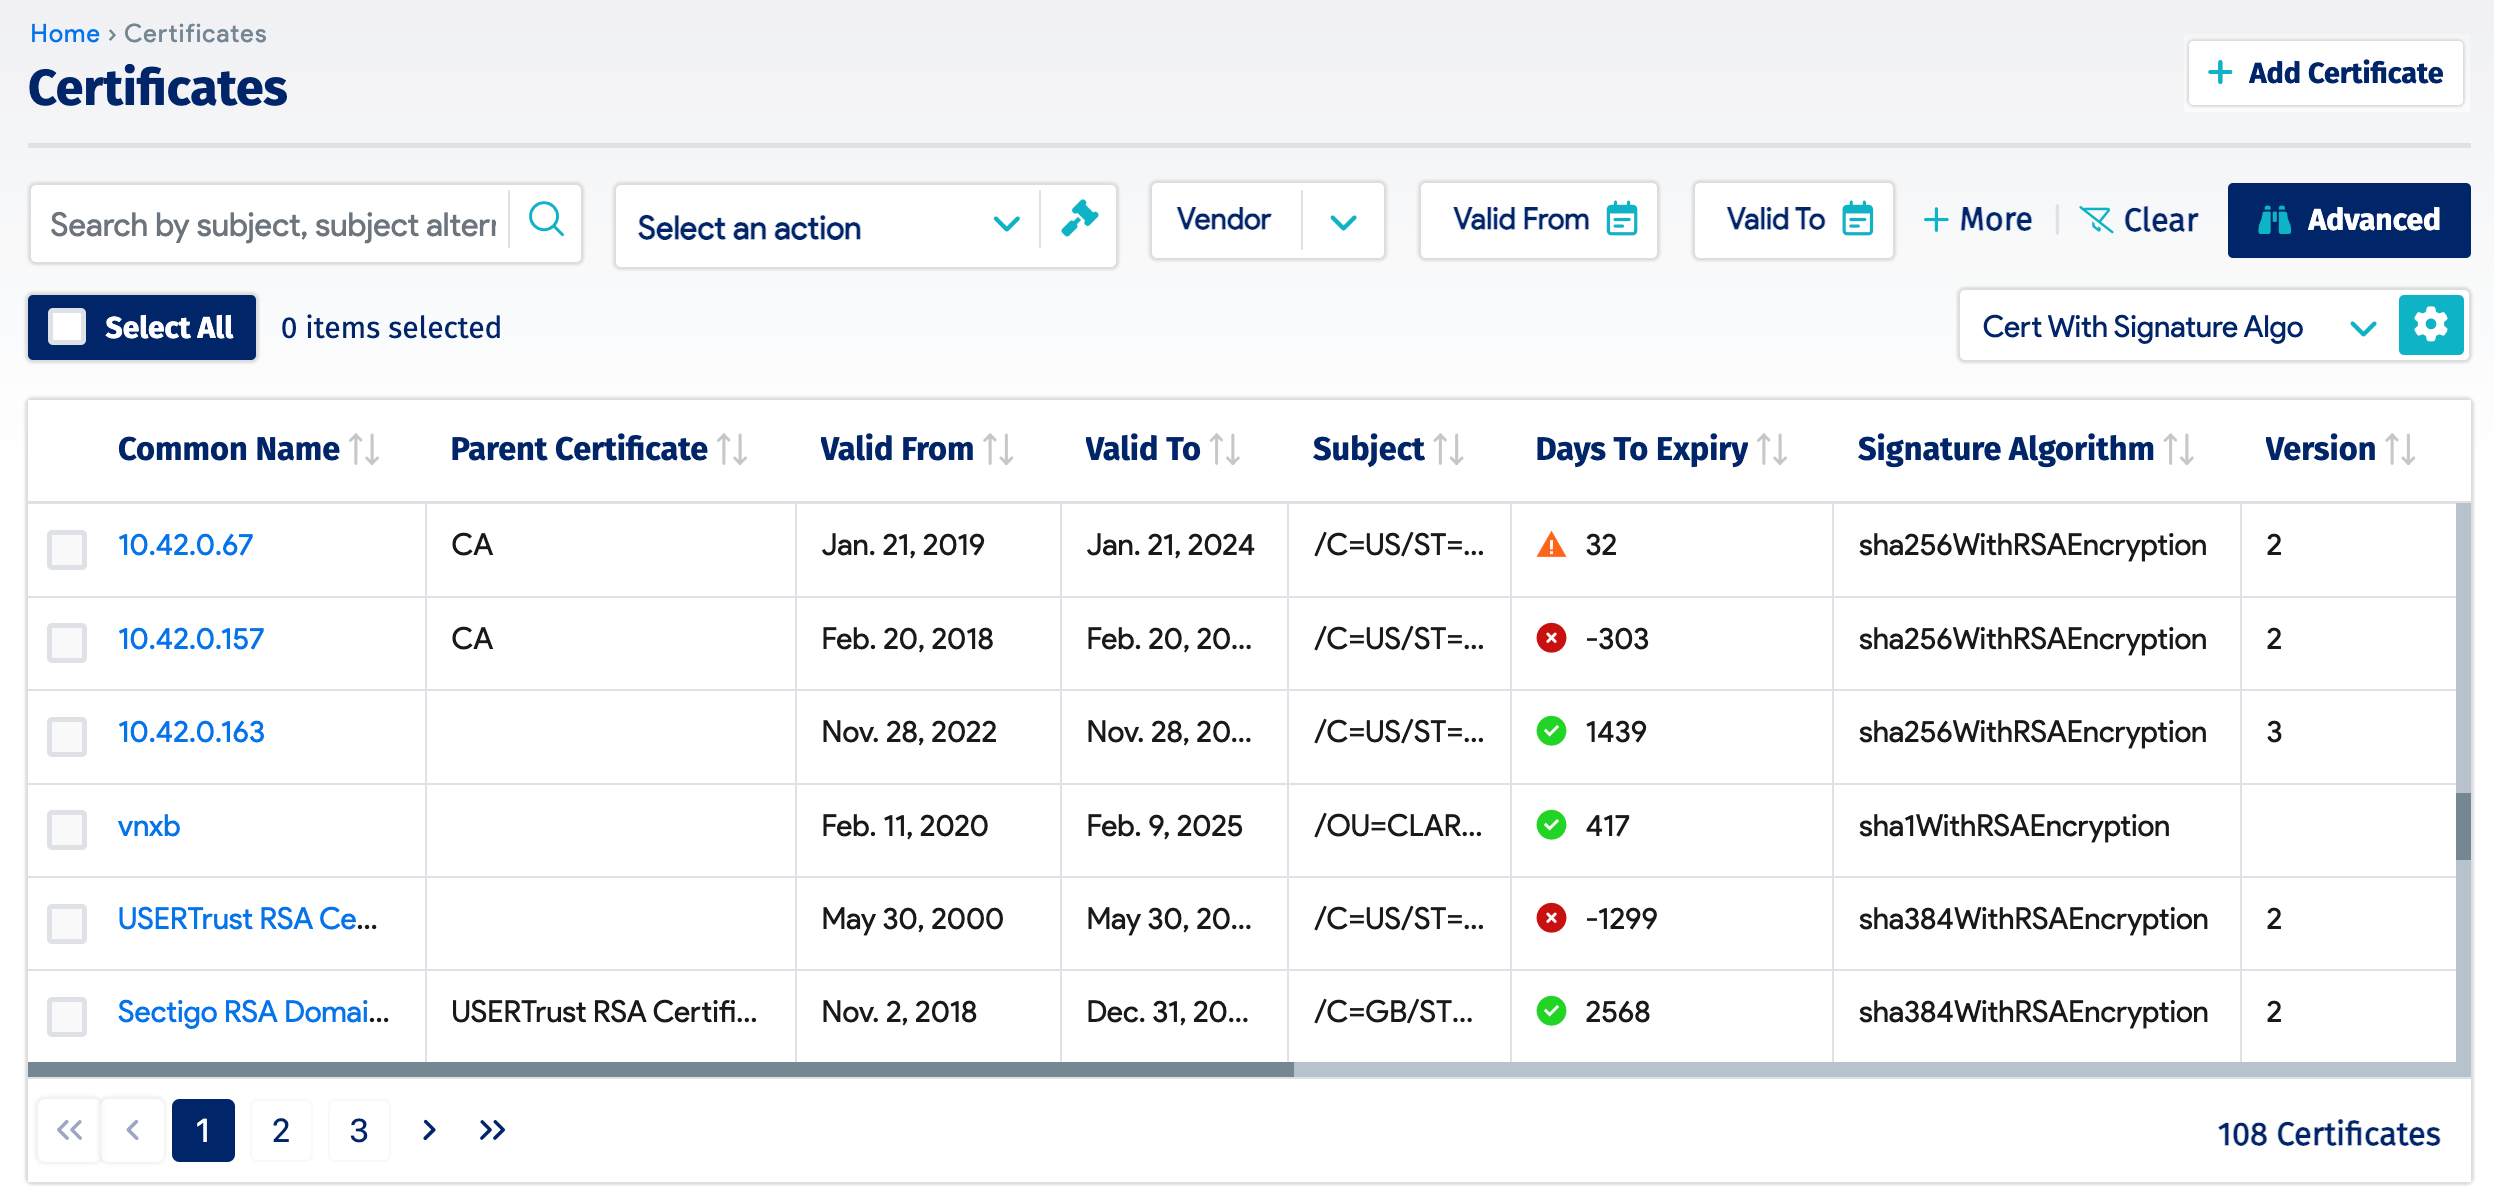 Home › Certificates
Certificates
+ Add Certificate
Search by subject, subject alterr
Select an action
Vendor
Valid From
Valid To
+ More
Clear
Advanced
Select All
0 items selected
Cert With Signature Algo
Common Name Parent Certificate Valid From Valid To Subject Days To Expiry Signature Algorithm Version
10.42.0.67 CA Jan. 21, 2019 Jan. 21, 2024 /C=US/ST=... 32 sha256WithRSAEncryption 2
10.42.0.157 CA Feb. 20, 2018 Feb. 20, 20... /C=US/ST=... -303 sha256WithRSAEncryption 2
10.42.0.163 Nov. 28, 2022 Nov. 28, 20... /C=US/ST=... 1439 sha256WithRSAEncryption 3
vnxb Feb. 11, 2020 Feb. 9, 2025 /OU=CLAR... 417 sha1WithRSAEncryption
USERTrust RSA Ce... May 30, 2000 May 30, 20... /C=US/ST=... -1299 sha384WithRSAEncryption 2
Sectigo RSA Domai... USERTrust RSA Certifi... Nov. 2, 2018 Dec. 31, 20... /C=GB/ST... 2568 sha384WithRSAEncryption 2
« ‹ 1 2 3 › »
108 Certificates